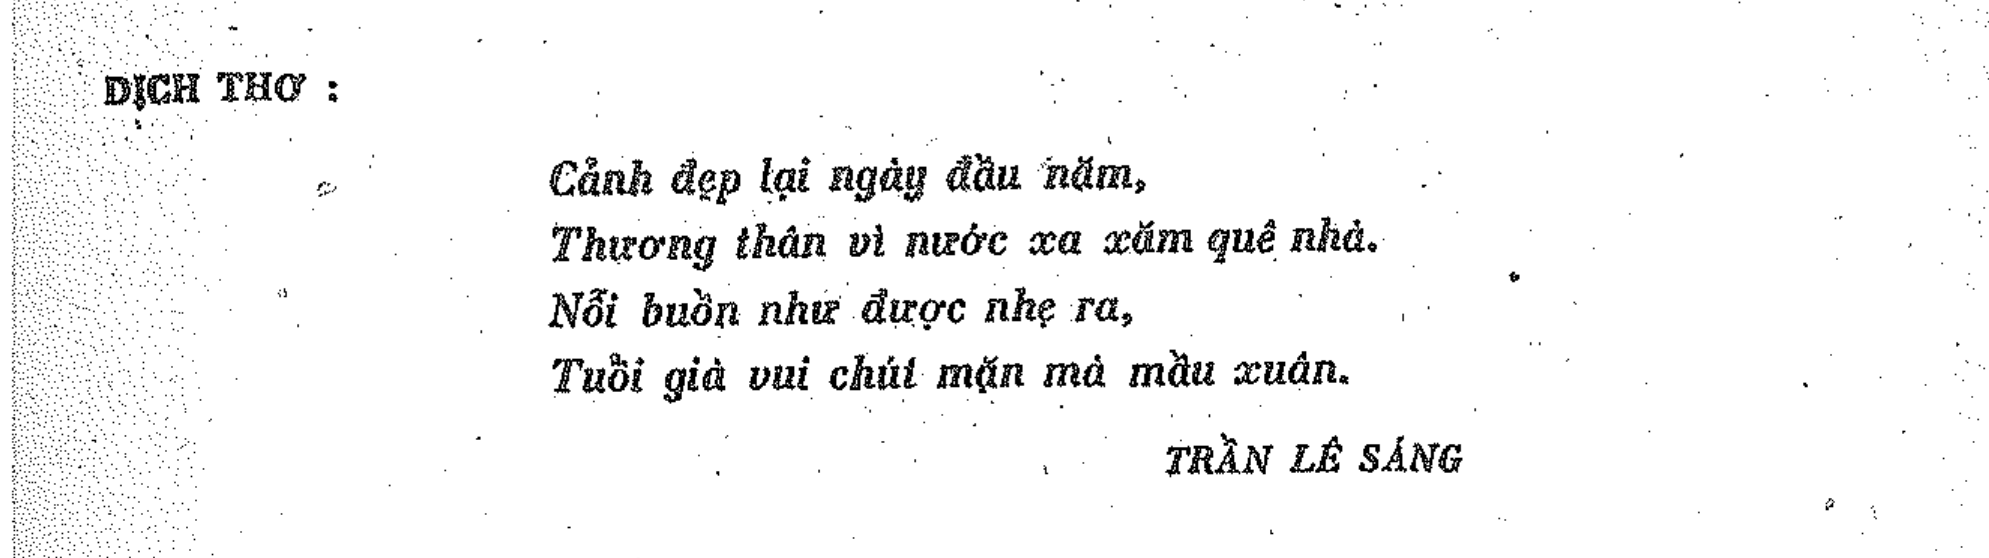 DỊCH THƠ :
Cảnh đẹp lại ngày đầu năm,
Thương thân vì nước xa xăm quê nhà.
Nỗi buồn như được nhẹ ra,
Tuổi già vui chút mặn mà mầu xuân.
TRẦN LÊ SÁNG